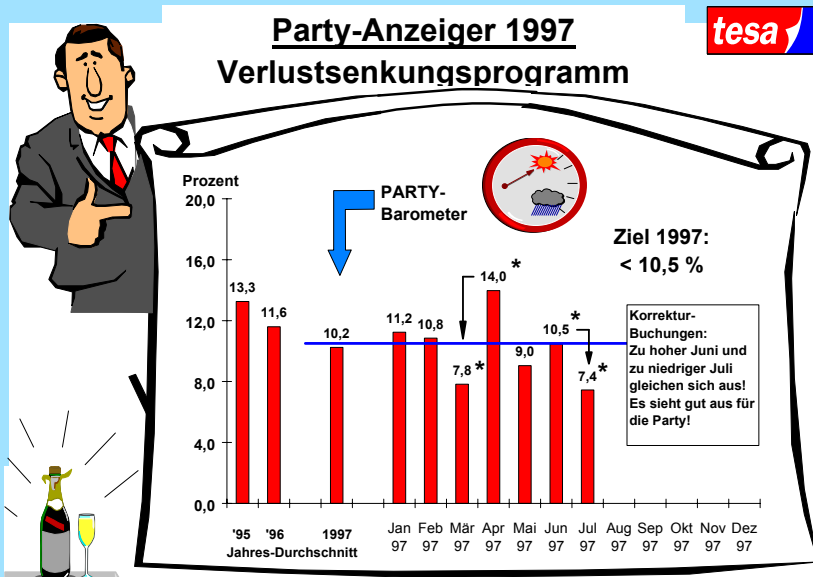 Party-Anzeiger 1997
Verlustsenkungsprogramm
tesa
Prozent
20,0
16,0
12,0
8,0
4,0
0,0
PARTY-
Barometer
Ziel 1997:
< 10,5 %
13,3
11,6
10,2
11,2
10,8
7,8 *
14,0 *
9,0
10,5 *
7,4 *
Korrektur-
Buchungen:
Zu hoher Juni und
zu niedriger Juli
gleichen sich aus!
Es sieht gut aus für
die Party!
'95 '96 1997 Jan Feb Mär Apr Mai Jun Jul Aug Sep Okt Nov Dez
97 97 97 97 97 97 97 97 97 97 97 97
Jahres-Durchschnitt